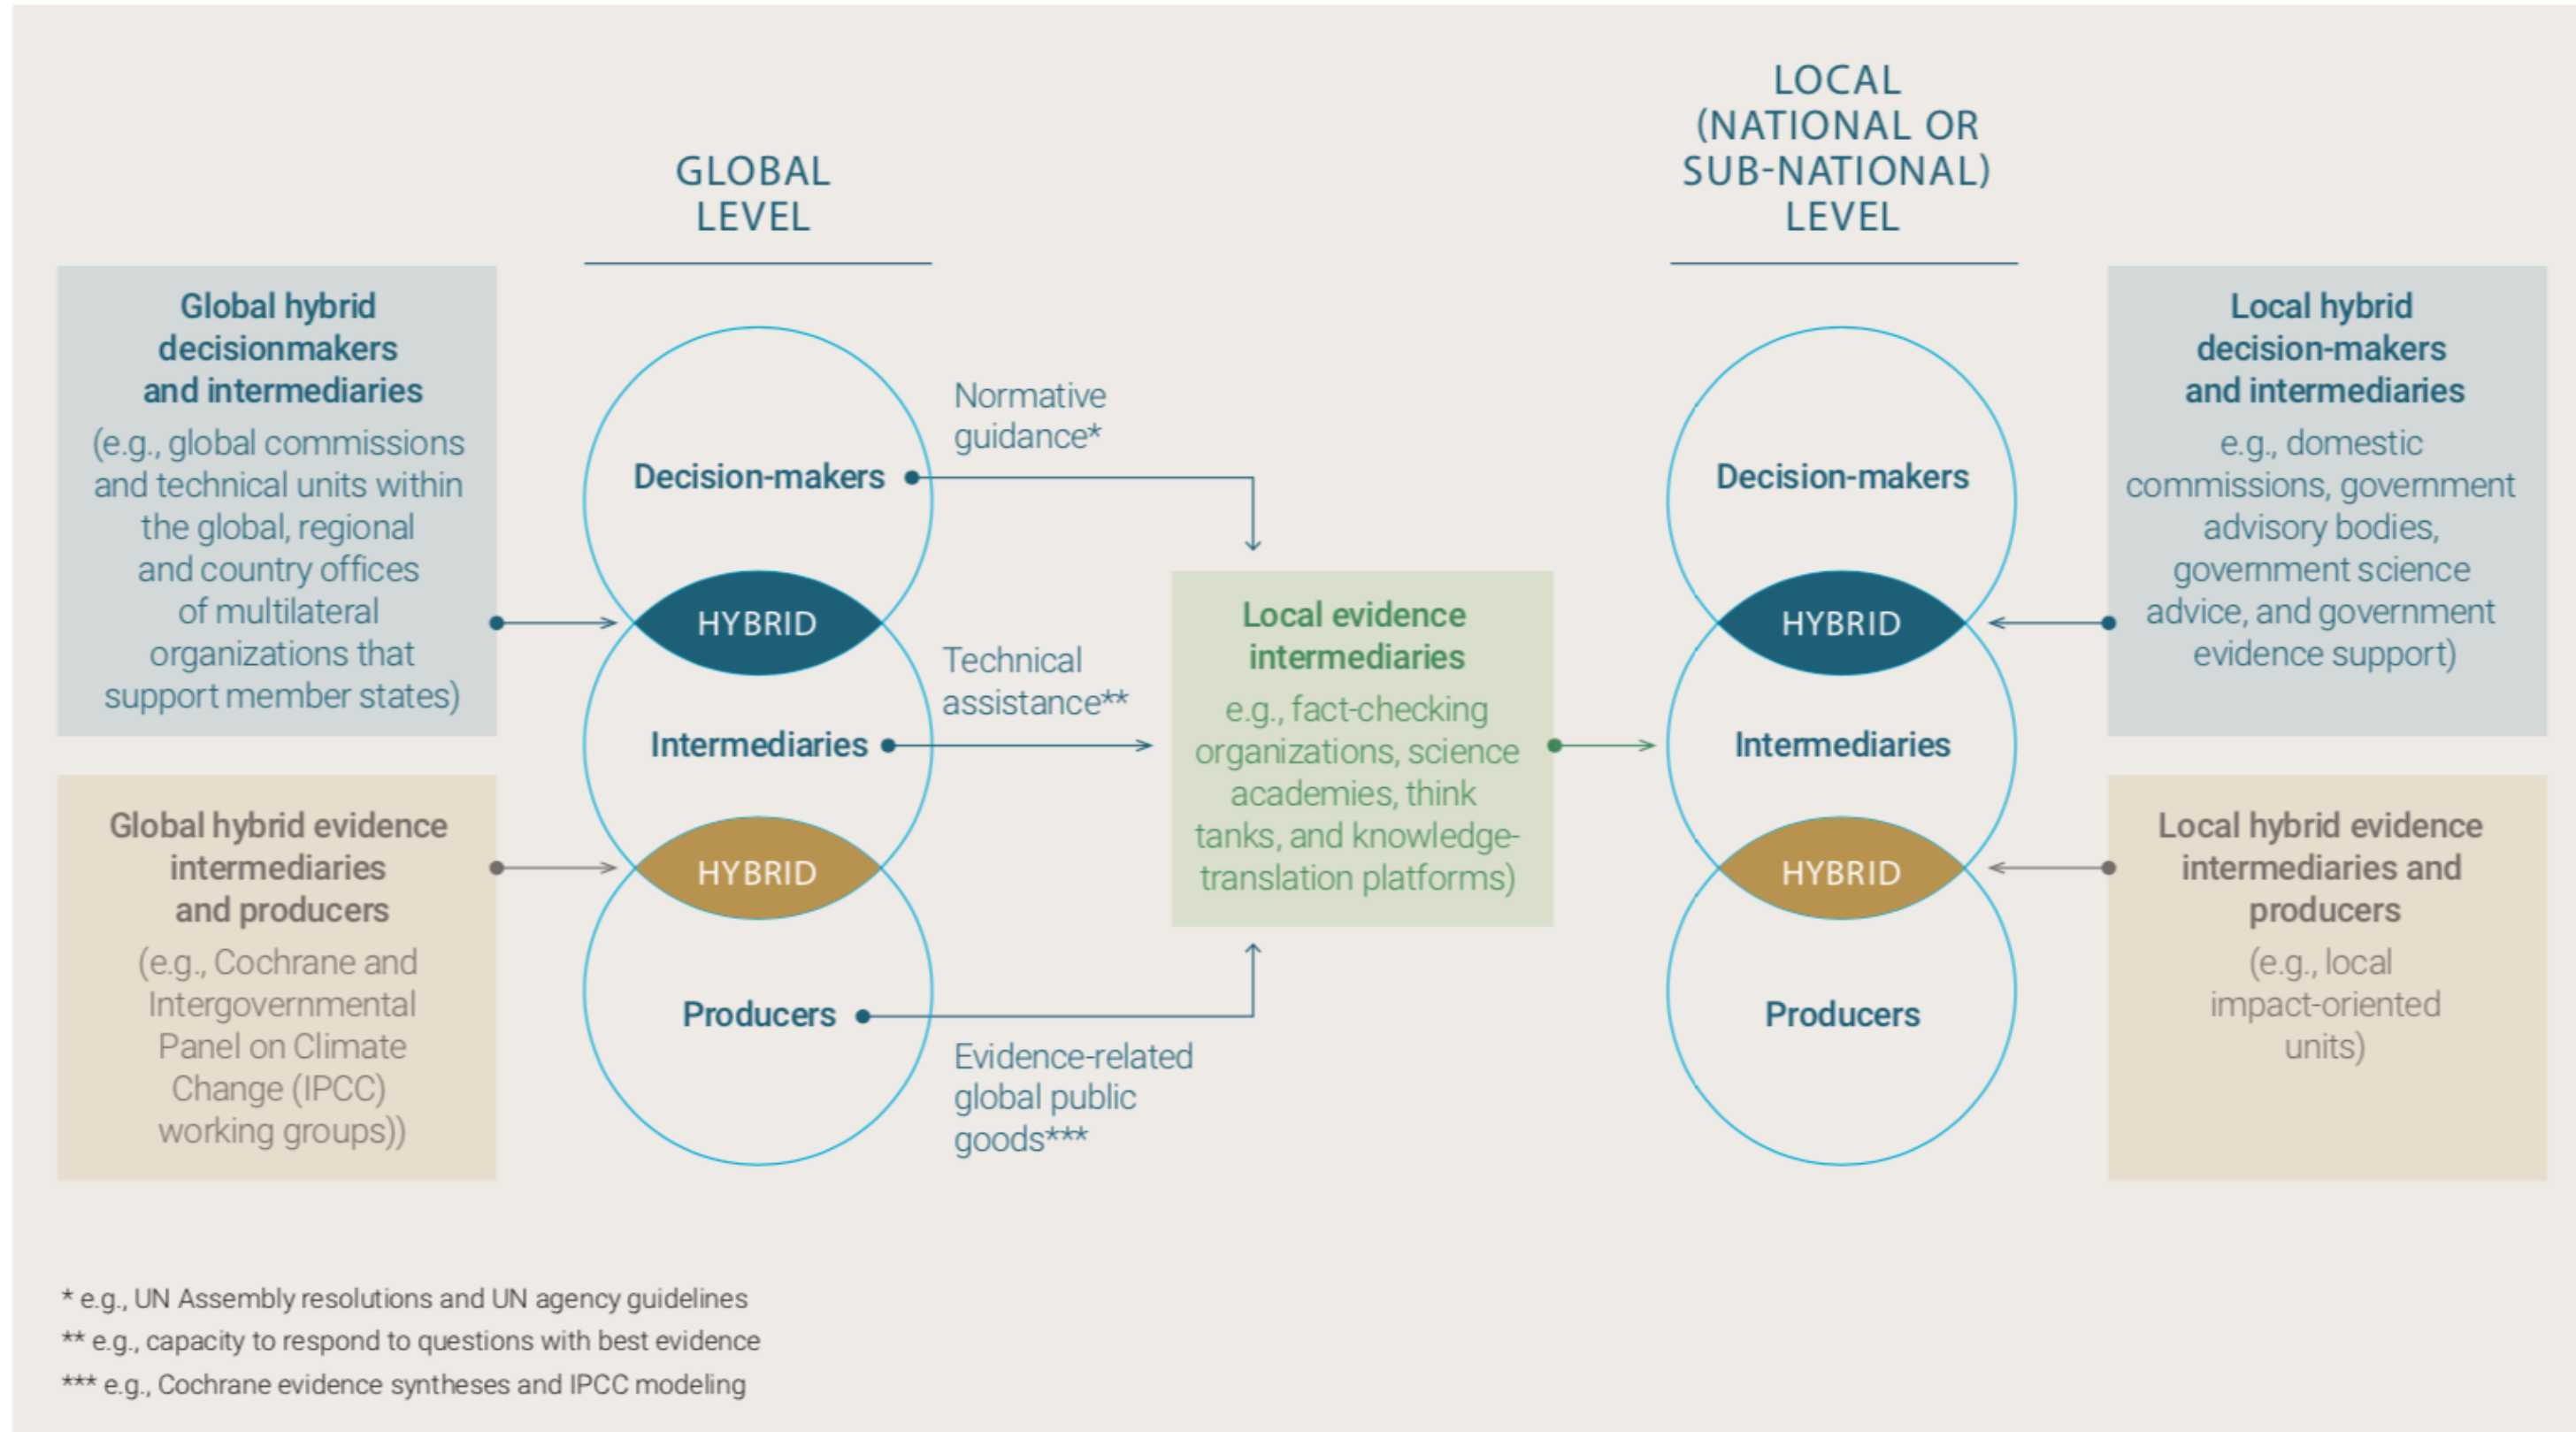 GLOBAL
LEVEL
LOCAL
(NATIONAL OR
SUB-NATIONAL)
LEVEL
Global hybrid
decisionmakers
and intermediaries
(e.g., global commissions
and technical units within
the global, regional
and country offices
of multilateral
organizations that
support member states)
Global hybrid evidence
intermediaries
and producers
(e.g., Cochrane and
Intergovernmental
Panel on Climate
Change (IPCC)
working groups))
Decision-makers
HYBRID
Intermediaries
HYBRID
Producers
Normative
guidance*
Technical
assistance**
Evidence-related
global public
goods***
Local evidence
intermediaries
e.g., fact-checking
organizations, science
academies, think
tanks, and knowledge-
translation platforms)
Decision-makers
HYBRID
Intermediaries
HYBRID
Producers
Local hybrid
decision-makers
and intermediaries
e.g., domestic
commissions, government
advisory bodies,
government science
advice, and government
evidence support)
Local hybrid evidence
intermediaries and
producers
(e.g., local
impact-oriented
units)
* e.g., UN Assembly resolutions and UN agency guidelines
** e.g., capacity to respond to questions with best evidence
*** e.g., Cochrane evidence syntheses and IPCC modeling